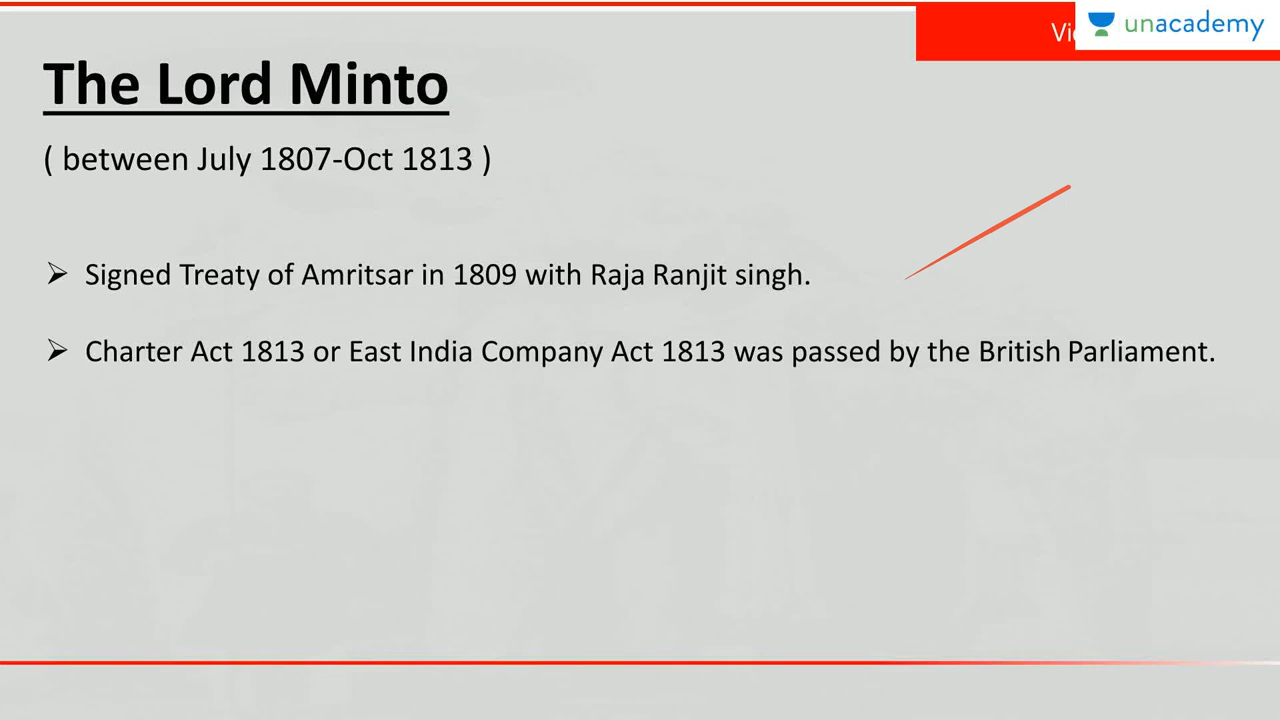 unacademy
The Lord Minto
( between July 1807-Oct 1813 )
➢ Signed Treaty of Amritsar in 1809 with Raja Ranjit singh.
➢ Charter Act 1813 or East India Company Act 1813 was passed by the British Parliament.